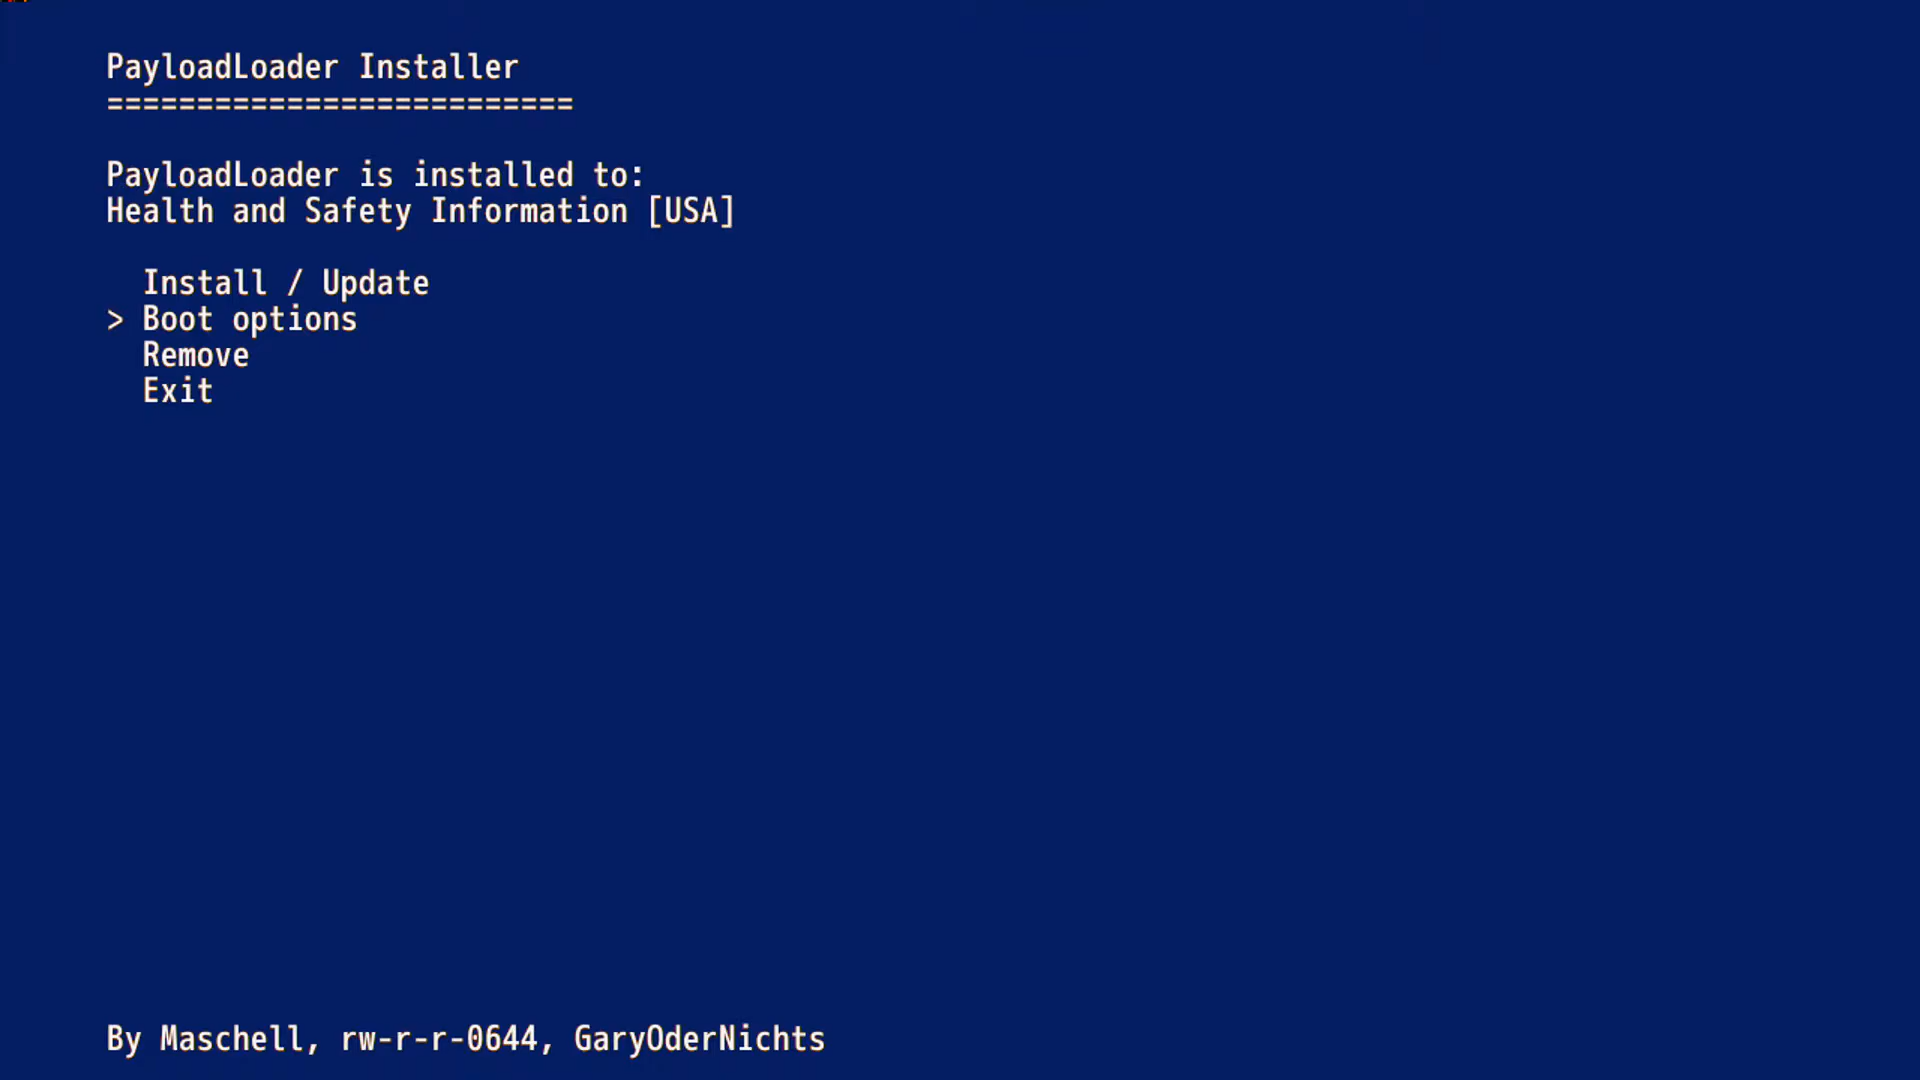 PayloadLoader Installer
==========================
PayloadLoader is installed to:
Health and Safety Information [USA]
Install / Update
> Boot options
Remove
Exit
By Maschell, rw-r-r-0644, GaryOderNichts